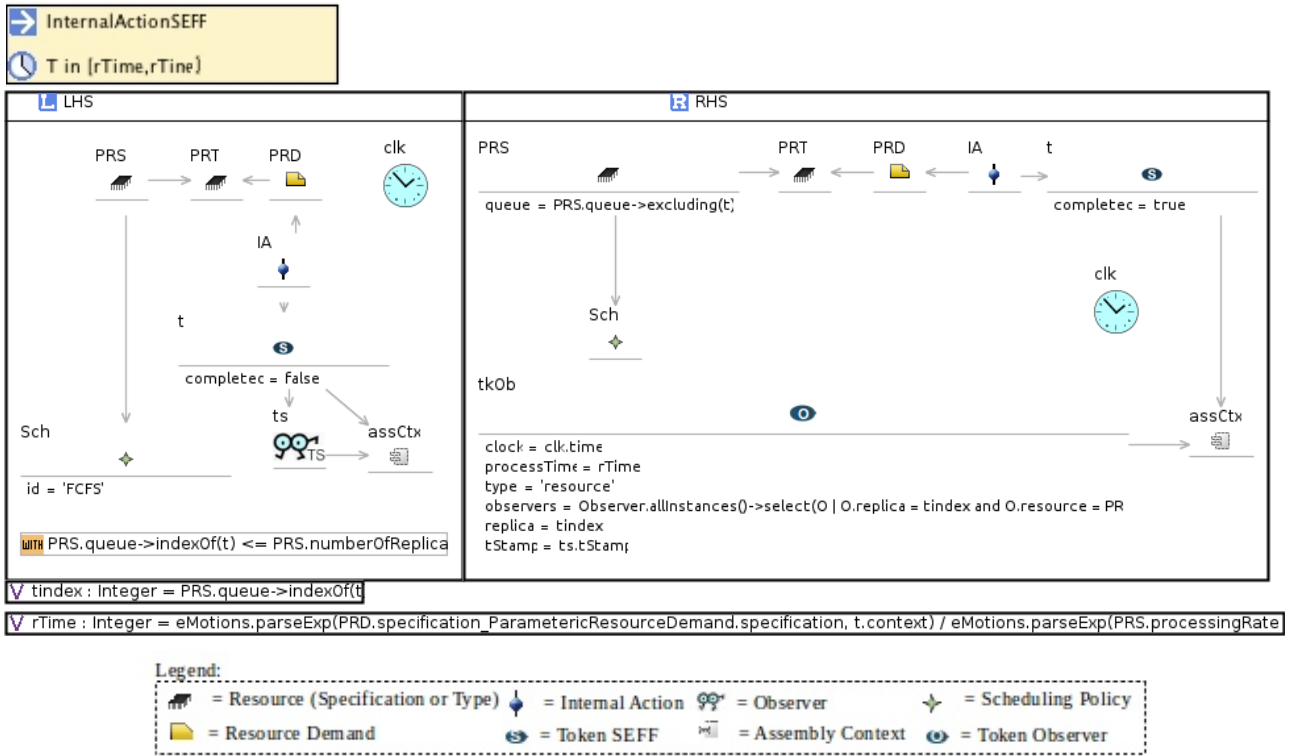 InternalActionSEFF
T in [rTime,rTine}
L LHS
R RHS
PRS PRT PRD clk
IA
t
completec = false
ts
TS
assCtx
Sch
id = 'FCFS'
WITH PRS.queue->indexOf(t) <= PRS.numberOfReplica
PRS PRT PRD IA t
queue = PRS.queue->excluding(t)
completec = true
clk
Sch
tkOb
assCtx
clock = clk.time
processTime = rTime
type = 'resource'
observers = Observer.allInstances()->select(O | O.replica = tindex and O.resource = PR
replica = tindex
tStamp = ts.tStamp
V tindex : Integer = PRS.queue->indexOf(t
V rTime : Integer = eMotions.parseExp(PRD.specification_ParametericResourceDemand.specification, t.context) / eMotions.parseExp(PRS.processingRate
Legend:
= Resource (Specification or Type) = Internal Action = Observer = Scheduling Policy
= Resource Demand S = Token SEFF = Assembly Context O = Token Observer